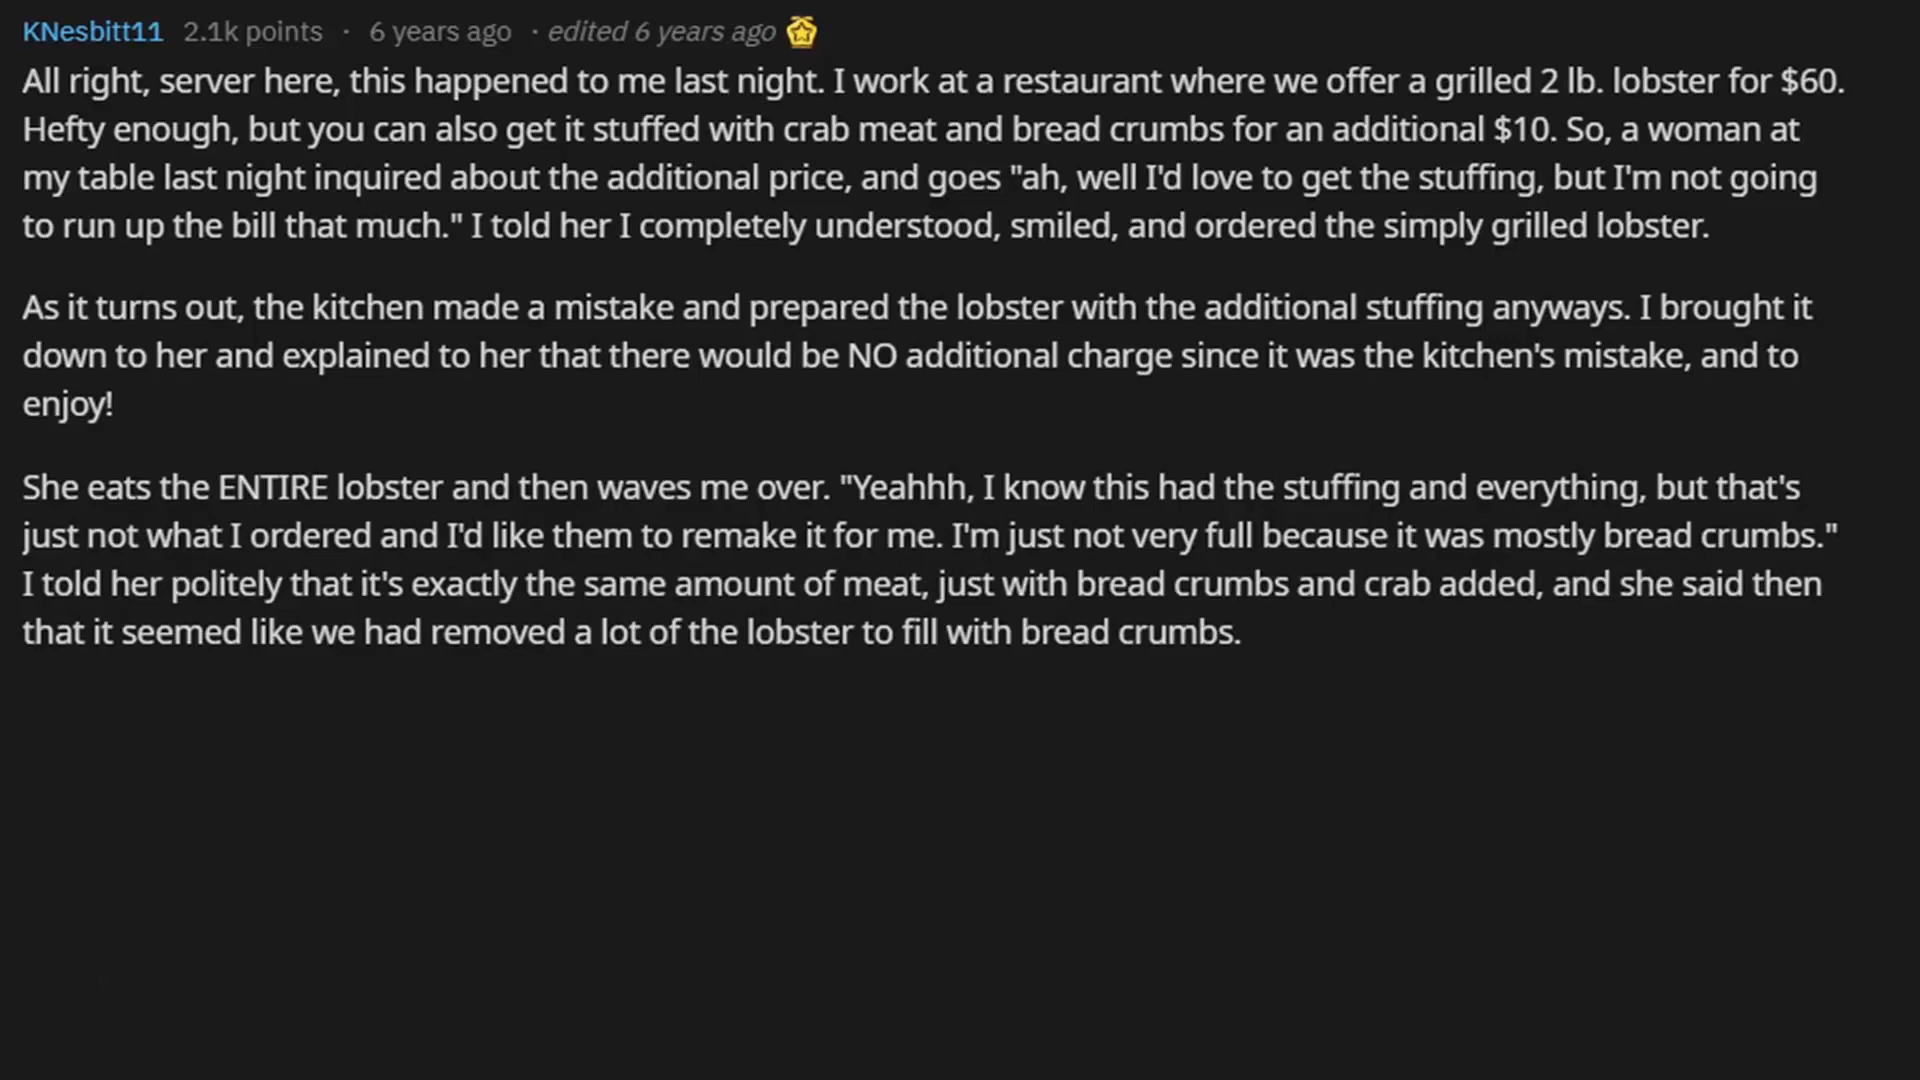 KNesbitt11 2.1k points · 6 years ago · edited 6 years ago
All right, server here, this happened to me last night. I work at a restaurant where we offer a grilled 2 lb. lobster for $60.
Hefty enough, but you can also get it stuffed with crab meat and bread crumbs for an additional $10. So, a woman at
my table last night inquired about the additional price, and goes "ah, well I'd love to get the stuffing, but I'm not going
to run up the bill that much." I told her I completely understood, smiled, and ordered the simply grilled lobster.
As it turns out, the kitchen made a mistake and prepared the lobster with the additional stuffing anyways. I brought it
down to her and explained to her that there would be NO additional charge since it was the kitchen's mistake, and to
enjoy!
She eats the ENTIRE lobster and then waves me over. "Yeahhh, I know this had the stuffing and everything, but that's
just not what I ordered and I'd like them to remake it for me. I'm just not very full because it was mostly bread crumbs."
I told her politely that it's exactly the same amount of meat, just with bread crumbs and crab added, and she said then
that it seemed like we had removed a lot of the lobster to fill with bread crumbs.